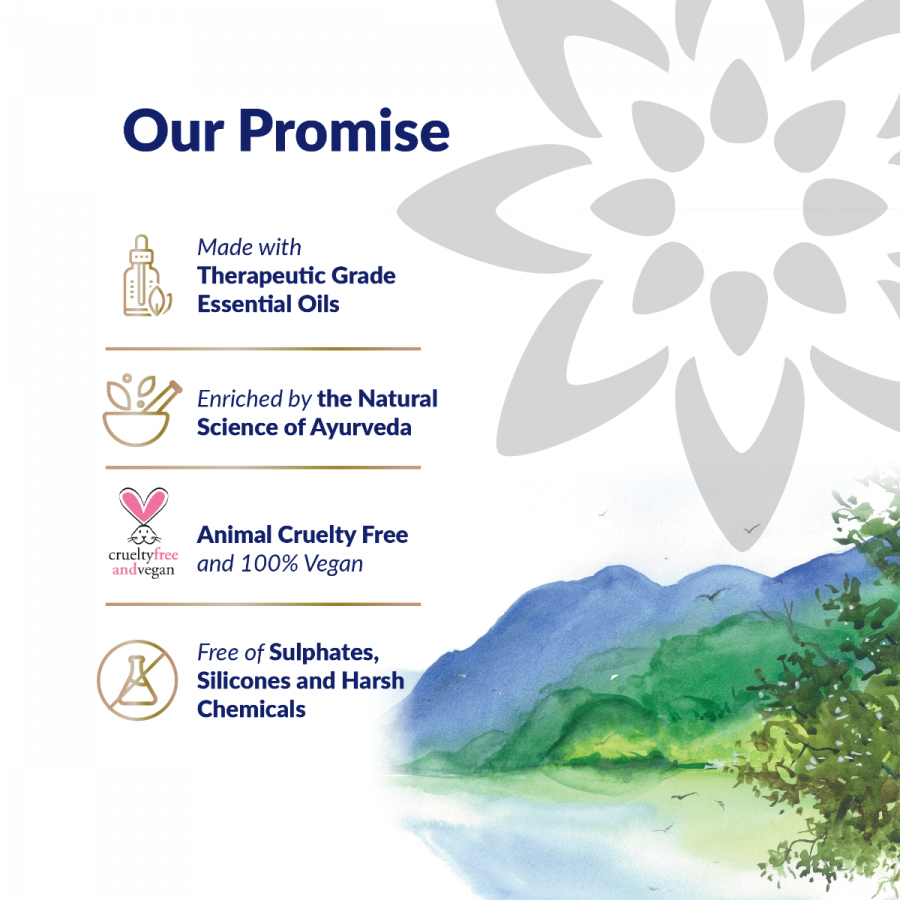 Our Promise
Made with
Therapeutic Grade
Essential Oils
Enriched by the Natural
Science of Ayurveda
crueltyfree
andvegan
Animal Cruelty Free
and 100% Vegan
Free of Sulphates,
Silicones and Harsh
Chemicals